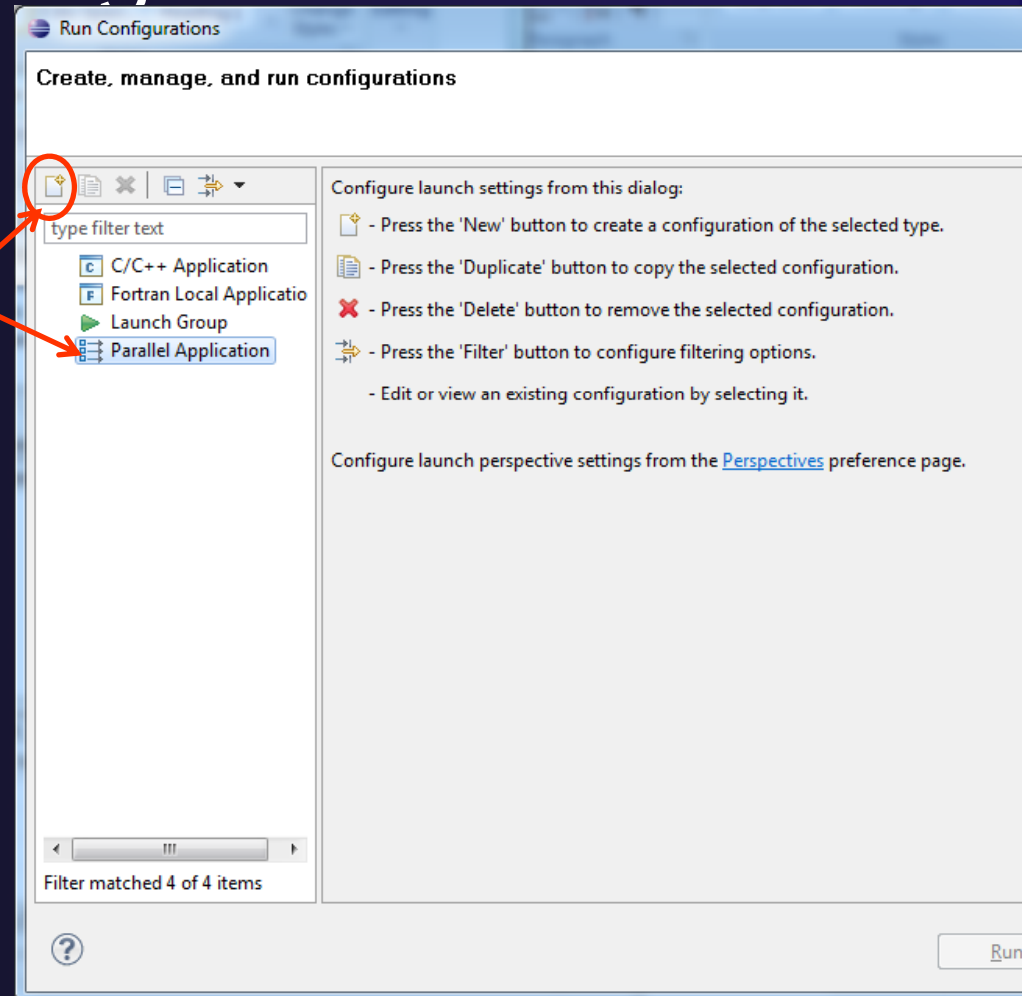 Run Configurations
Create, manage, and run configurations
type filter text
C/C++ Application
Fortran Local Applicatio
Launch Group
Parallel Application
Filter matched 4 of 4 items
Configure launch settings from this dialog:
- Press the 'New' button to create a configuration of the selected type.
- Press the 'Duplicate' button to copy the selected configuration.
- Press the 'Delete' button to remove the selected configuration.
- Press the 'Filter' button to configure filtering options.
- Edit or view an existing configuration by selecting it.
Configure launch perspective settings from the Perspectives preference page.
Run